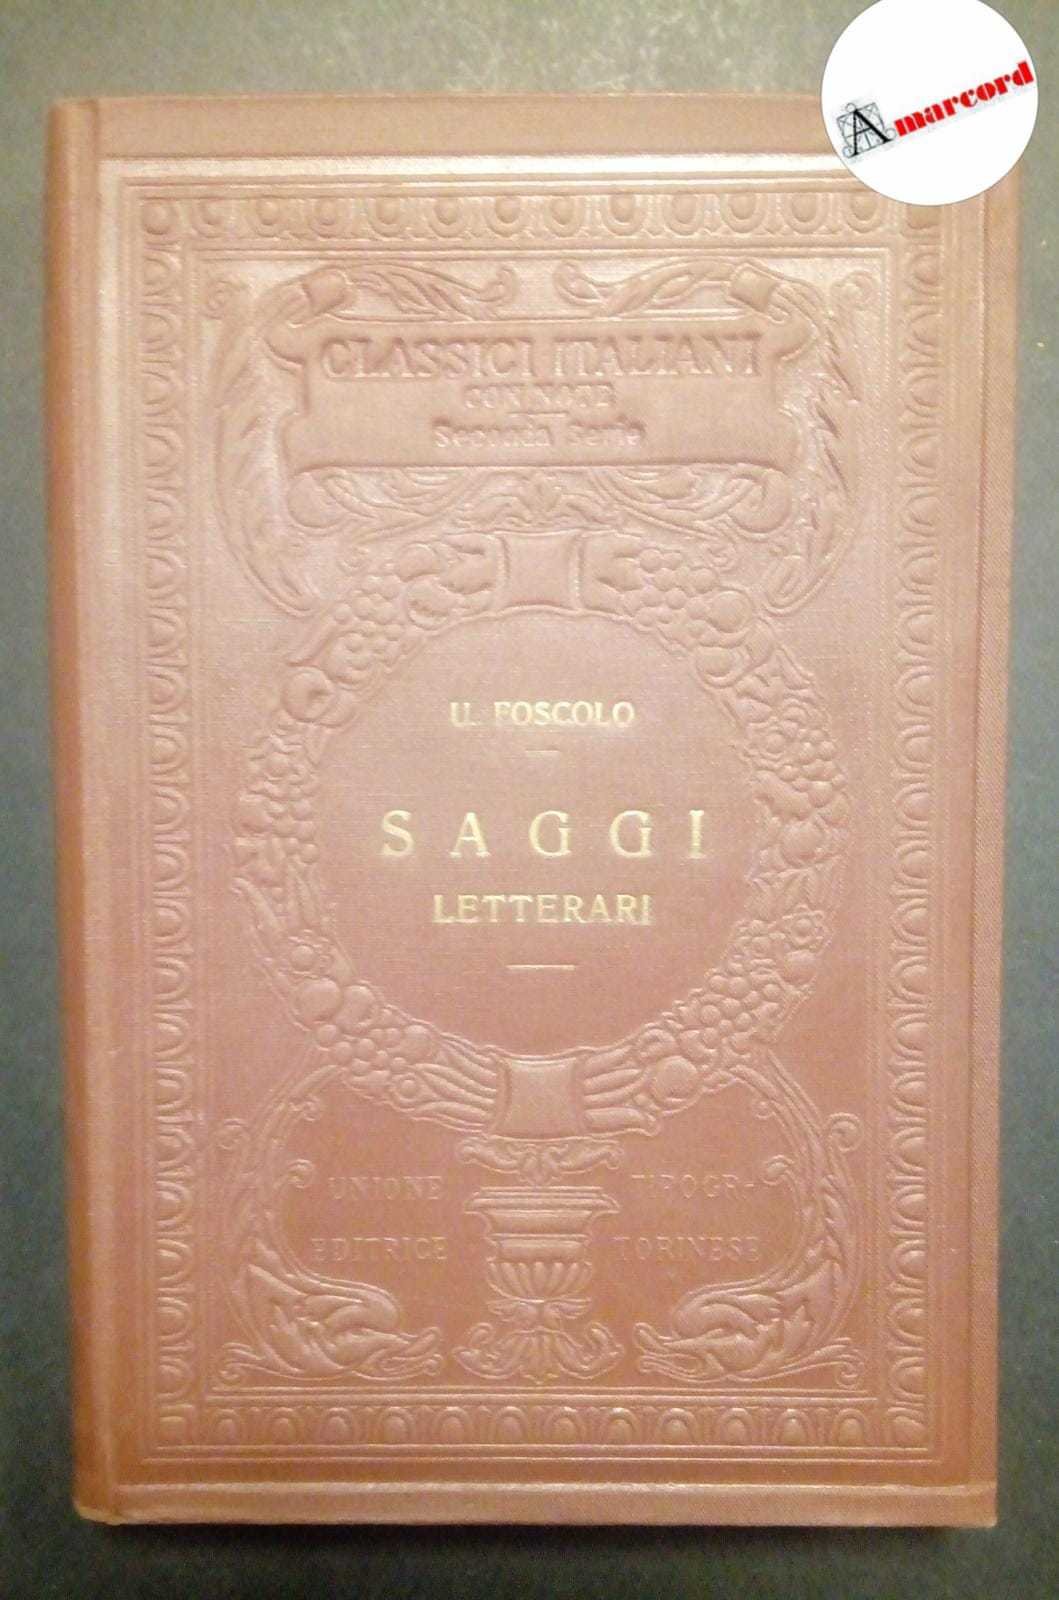 Amarcord
CLASSICI ITALIANI
CON NOTE
Seconda Serie
U. FOSCOLO
SAGGI
LETTERARI
UNIONE TIPOGR-
EDITRICE TORINESE